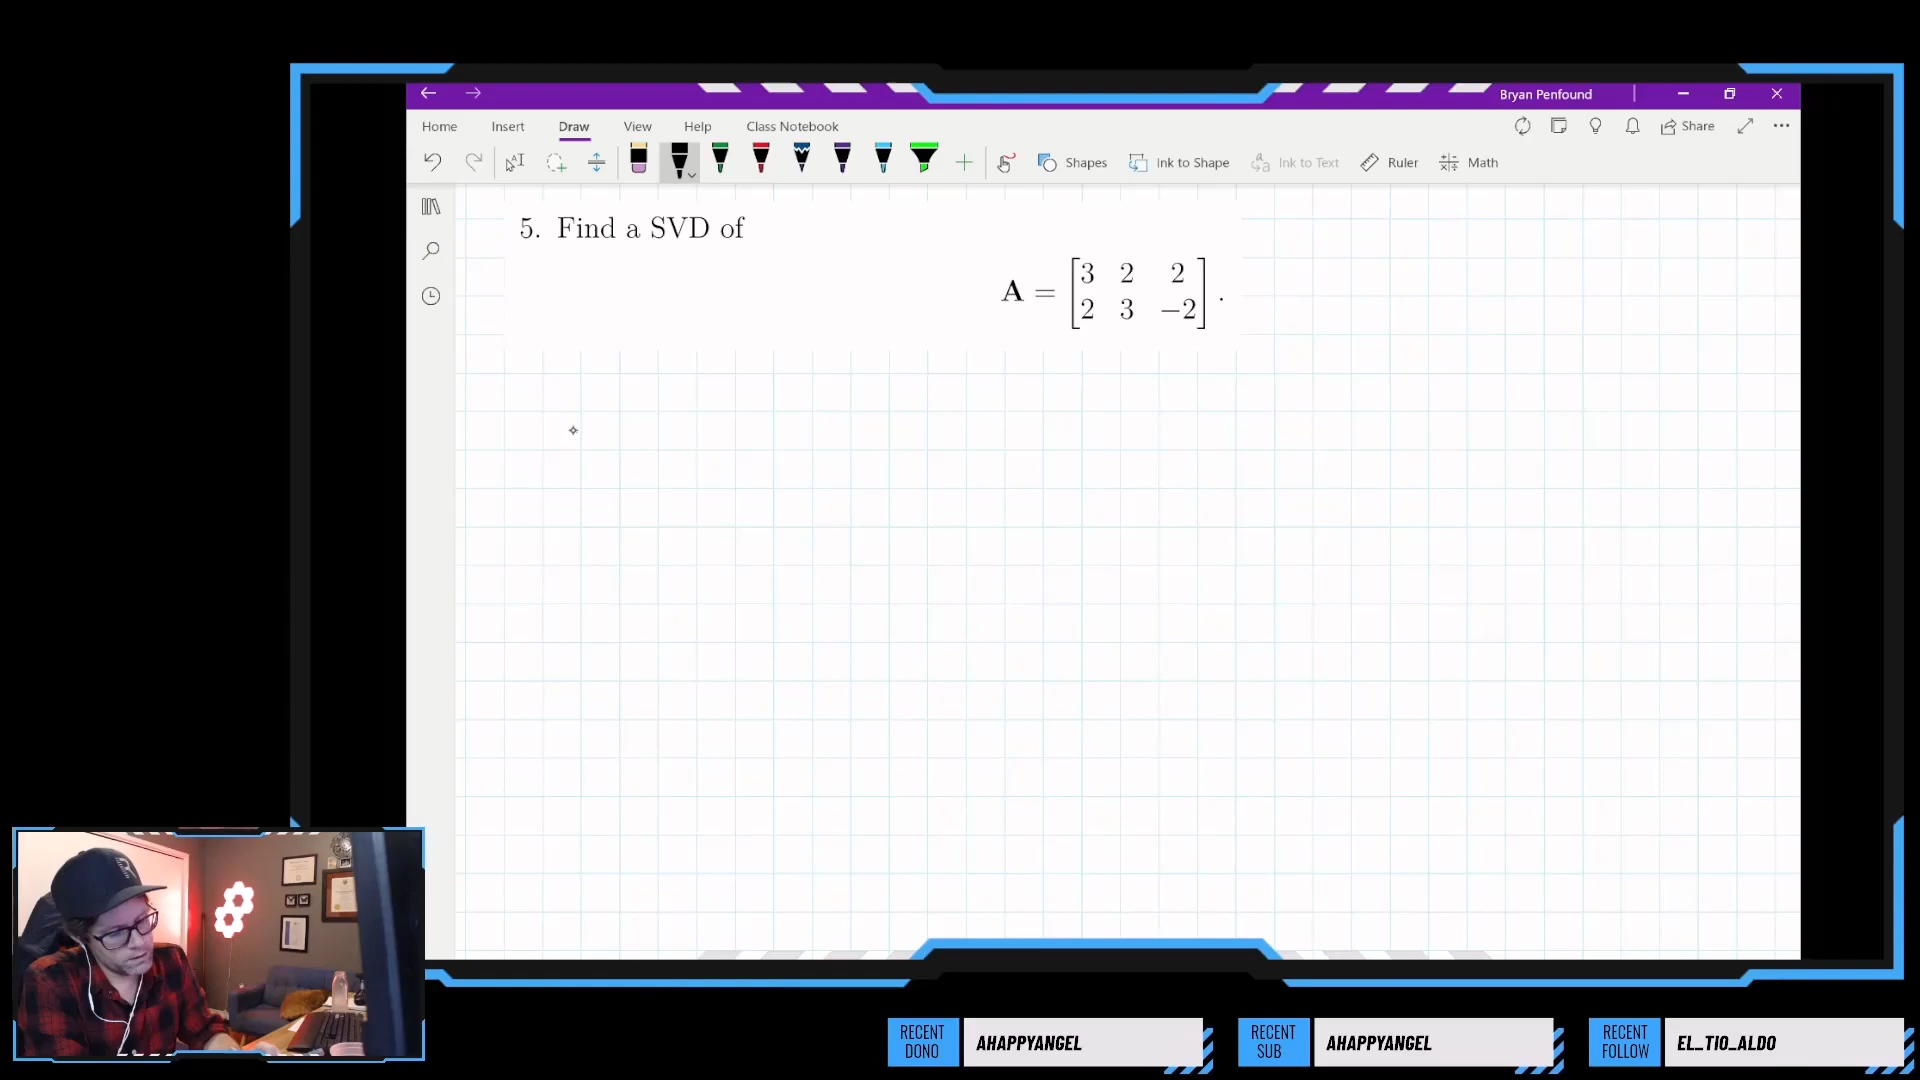 Bryan Penfound
Home Insert Draw View Help Class Notebook Share
Shapes Ink to Shape Ink to Text Ruler Math
5. Find a SVD of
A = [3 2 2
2 3 −2].
RECENT DONO AHAPPYANGEL RECENT SUB AHAPPYANGEL RECENT FOLLOW EL_TIO_ALDO